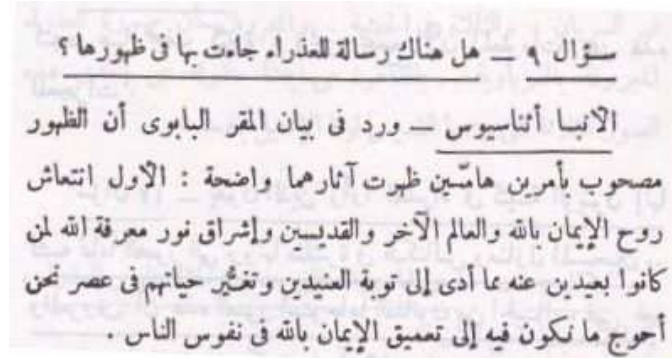 سؤال ٩ — هل هناك رسالة للعذراء جاءت بها فى ظهورها ؟
الانبا أثناسيوس — ورد فى بيان المقر البابوى أن الظهور
مصحوب بأمرين هامّين ظهرت آثارهما واضحة : الأول انتعاش
روح الإيمان بالله والعالم الآخر والقديسين وإشراق نور معرفة الله لمن
كانوا بعيدين عنه مما أدى إلى توبة العنيدين وتغيُّر حياتهم فى عصر نحن
أحوج ما نكون فيه إلى تعميق الإيمان بالله فى نفوس الناس .